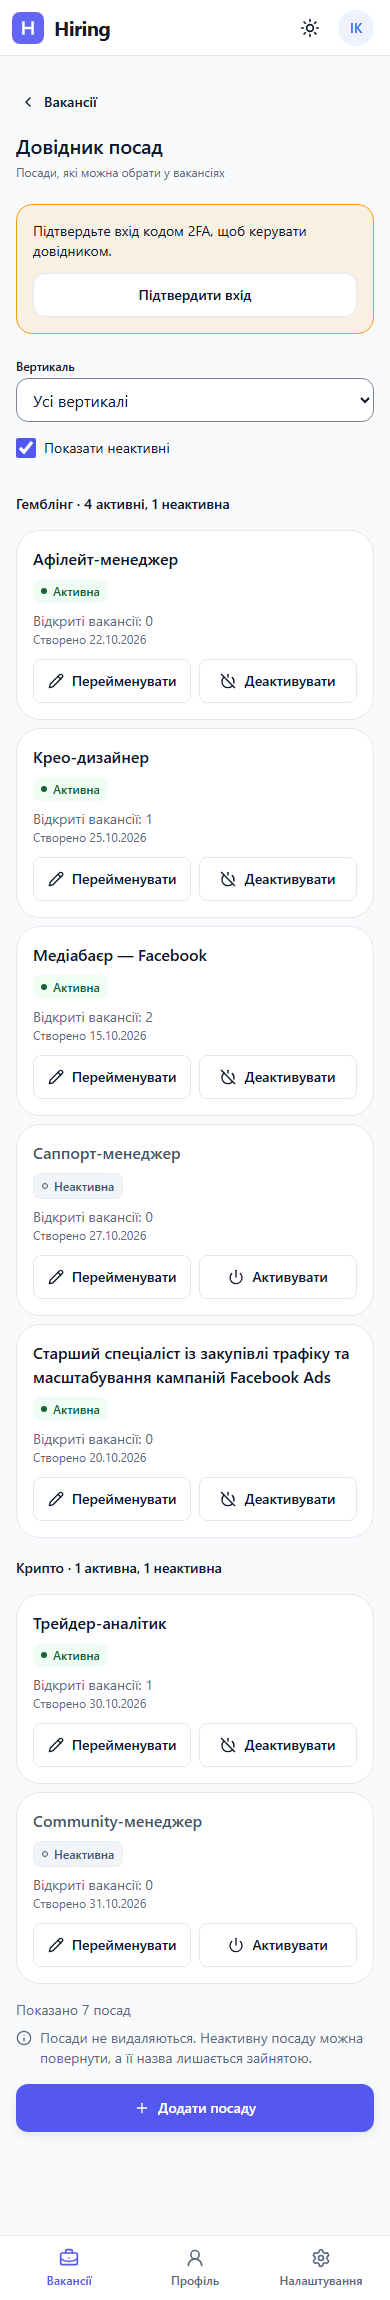 H Hiring
IK
Вакансії
Довідник посад
Посади, які можна обрати у вакансіях
Підтвердьте вхід кодом 2FA, щоб керувати
довідником.
Підтвердити вхід
Вертикаль
Усі вертикалі
Показати неактивні
Гемблінг · 4 активні, 1 неактивна
Афілейт-менеджер
Активна
Відкриті вакансії: 0
Створено 22.10.2026
Перейменувати
Деактивувати
Крео-дизайнер
Активна
Відкриті вакансії: 1
Створено 25.10.2026
Перейменувати
Деактивувати
Медіабаєр — Facebook
Активна
Відкриті вакансії: 2
Створено 15.10.2026
Перейменувати
Деактивувати
Саппорт-менеджер
Неактивна
Відкриті вакансії: 0
Створено 27.10.2026
Перейменувати
Активувати
Старший спеціаліст із закупівлі трафіку та
масштабування кампаній Facebook Ads
Активна
Відкриті вакансії: 0
Створено 20.10.2026
Перейменувати
Деактивувати
Крипто · 1 активна, 1 неактивна
Трейдер-аналітик
Активна
Відкриті вакансії: 1
Створено 30.10.2026
Перейменувати
Деактивувати
Community-менеджер
Неактивна
Відкриті вакансії: 0
Створено 31.10.2026
Перейменувати
Активувати
Показано 7 посад
Посади не видаляються. Неактивну посаду можна
повернути, а її назва лишається зайнятою.
Додати посаду
Вакансії
Профіль
Налаштування